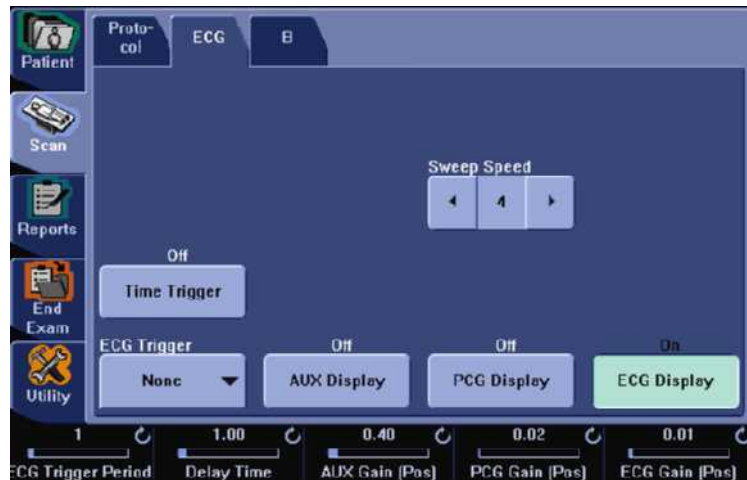 Patient
Proto-
col
ECG
B
Scan
Sweep Speed
4
Reports
Off
Time Trigger
End
Exam
ECG Trigger
Off
Off
On
None
AUX Display
PCG Display
ECG Display
Utility
1
1.00
0.40
0.02
0.01
ECG Trigger Period
Delay Time
AUX Gain (Pos)
PCG Gain (Pos)
ECG Gain (Pos)